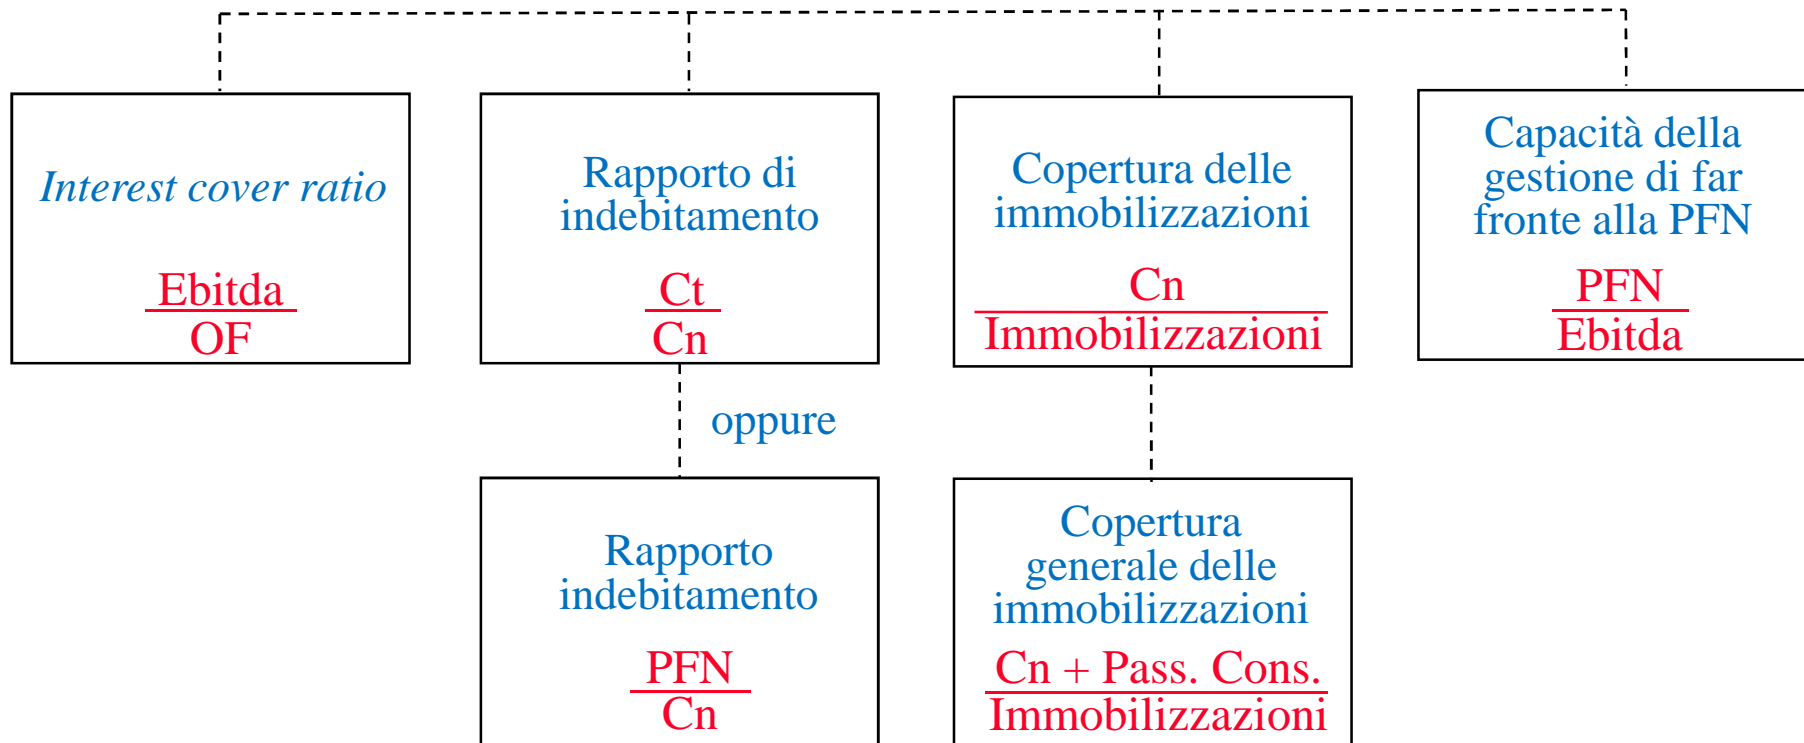 Interest cover ratio
Ebitda
OF
Rapporto di
indebitamento
Ct
Cn
Copertura delle
immobilizzazioni
Cn
Immobilizzazioni
Capacità della
gestione di far
fronte alla PFN
PFN
Ebitda
oppure
Rapporto
indebitamento
PFN
Cn
Copertura
generale delle
immobilizzazioni
Cn + Pass. Cons.
Immobilizzazioni